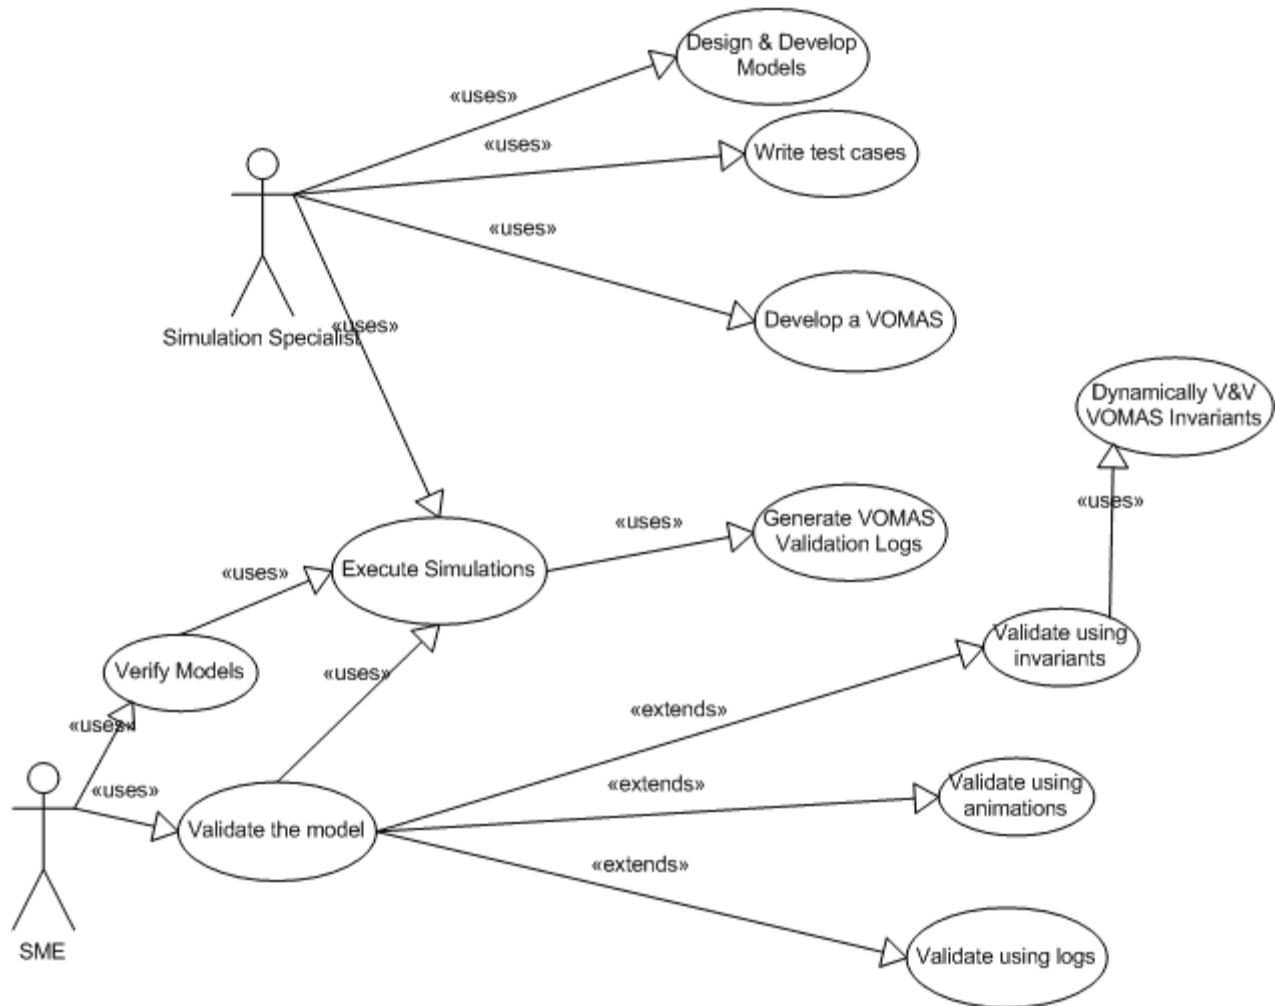 Design & Develop
Models
«uses»
«uses»
Write test cases
«uses»
Develop a VOMAS
Simulation Specialist
«uses»
Dynamically V&V
VOMAS Invariants
«uses»
Generate VOMAS
Validation Logs
«uses»
Execute Simulations
«uses»
Validate using
invariants
Verify Models
«uses»
«uses»
«extends»
«uses»
«uses»
Validate the model
«extends»
Validate using
animations
«extends»
Validate using logs
SME